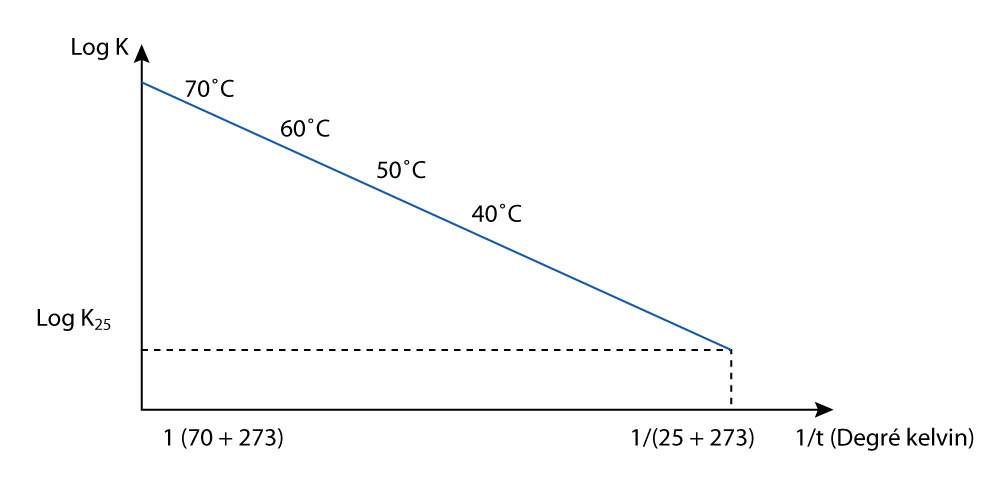 Log K
70˚C
60˚C
50˚C
40˚C
Log K₂₅
1 (70 + 273)
1/(25 + 273)
1/t (Degré kelvin)